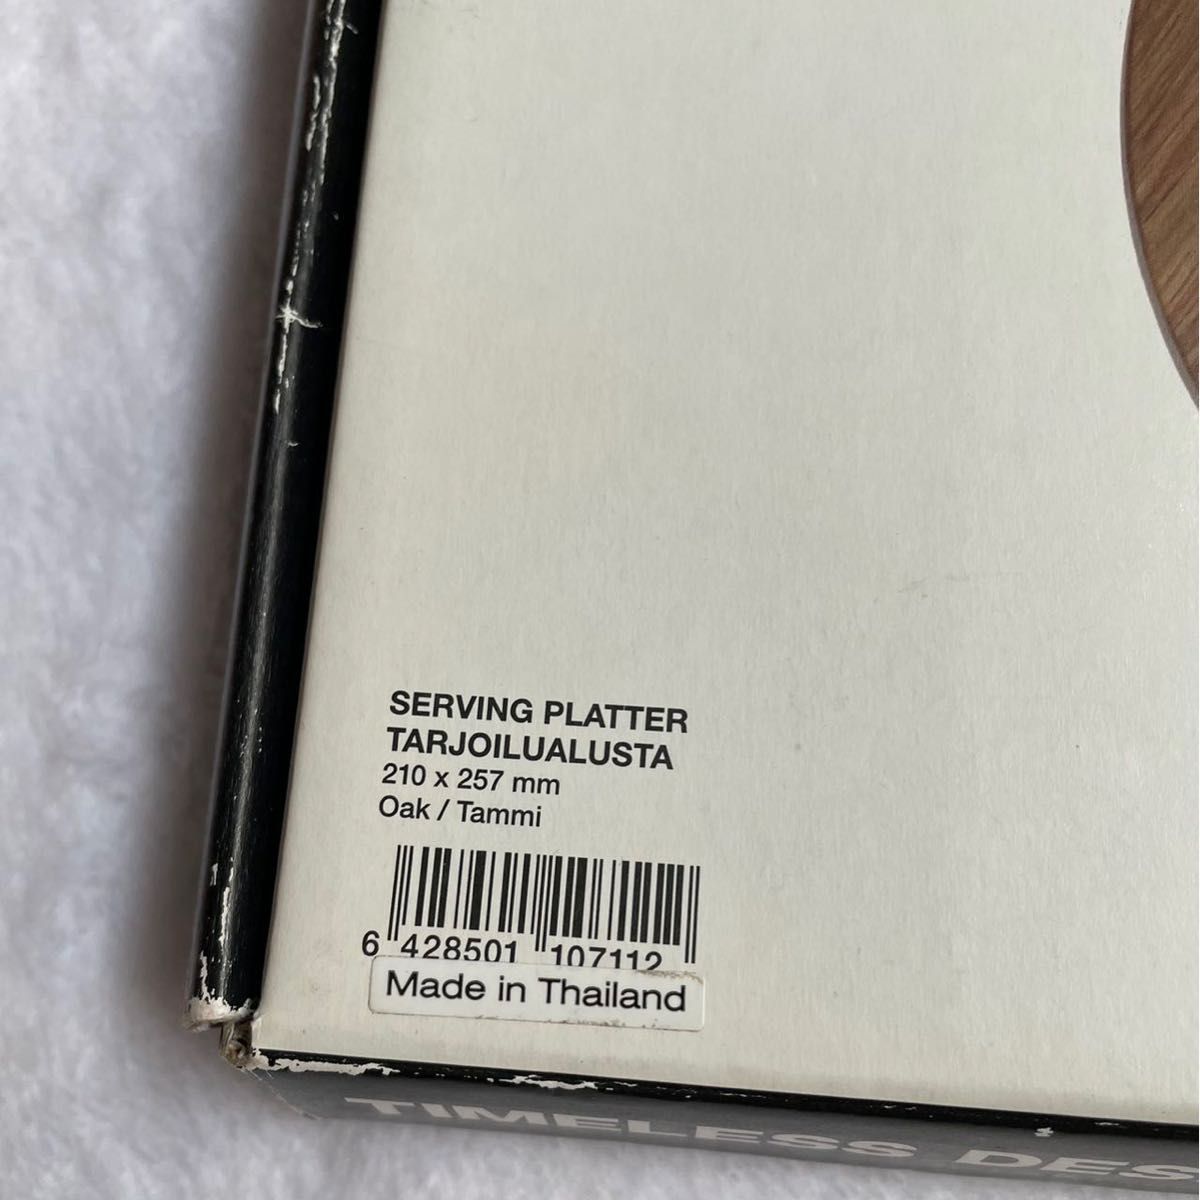 SERVING PLATTER
TARJOILUALUSTA
210 x 257 mm
Oak / Tammi
6 428501 107112
Made in Thailand
TIMELESS DES